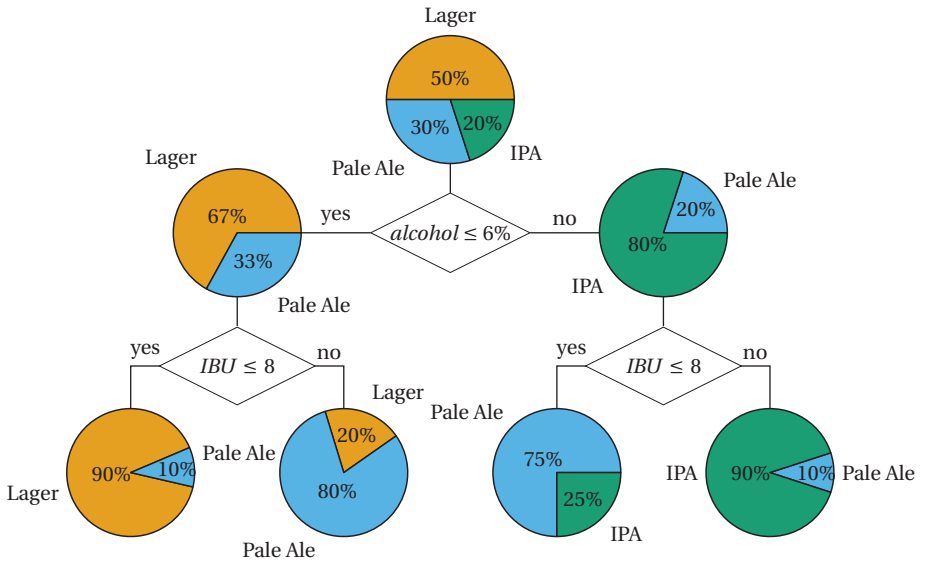 Lager
50%
30%
20%
Pale Ale
IPA
Lager
67%
33%
Pale Ale
yes
alcohol ≤ 6%
no
Pale Ale
20%
80%
IPA
yes
IBU ≤ 8
no
yes
IBU ≤ 8
no
90%
10%
Pale Ale
Lager
Lager
20%
80%
Pale Ale
Pale Ale
75%
25%
IPA
IPA
90%
10%
Pale Ale